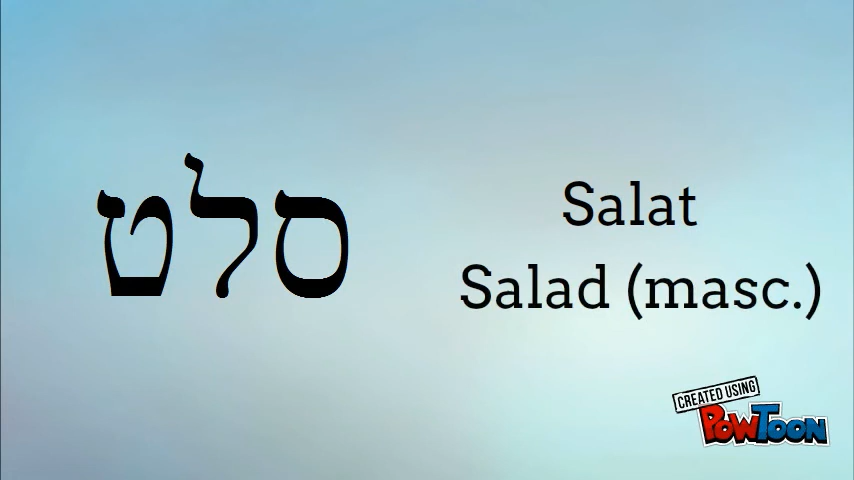 סלט
Salat
Salad (masc.)
CREATED USING
POWTOON